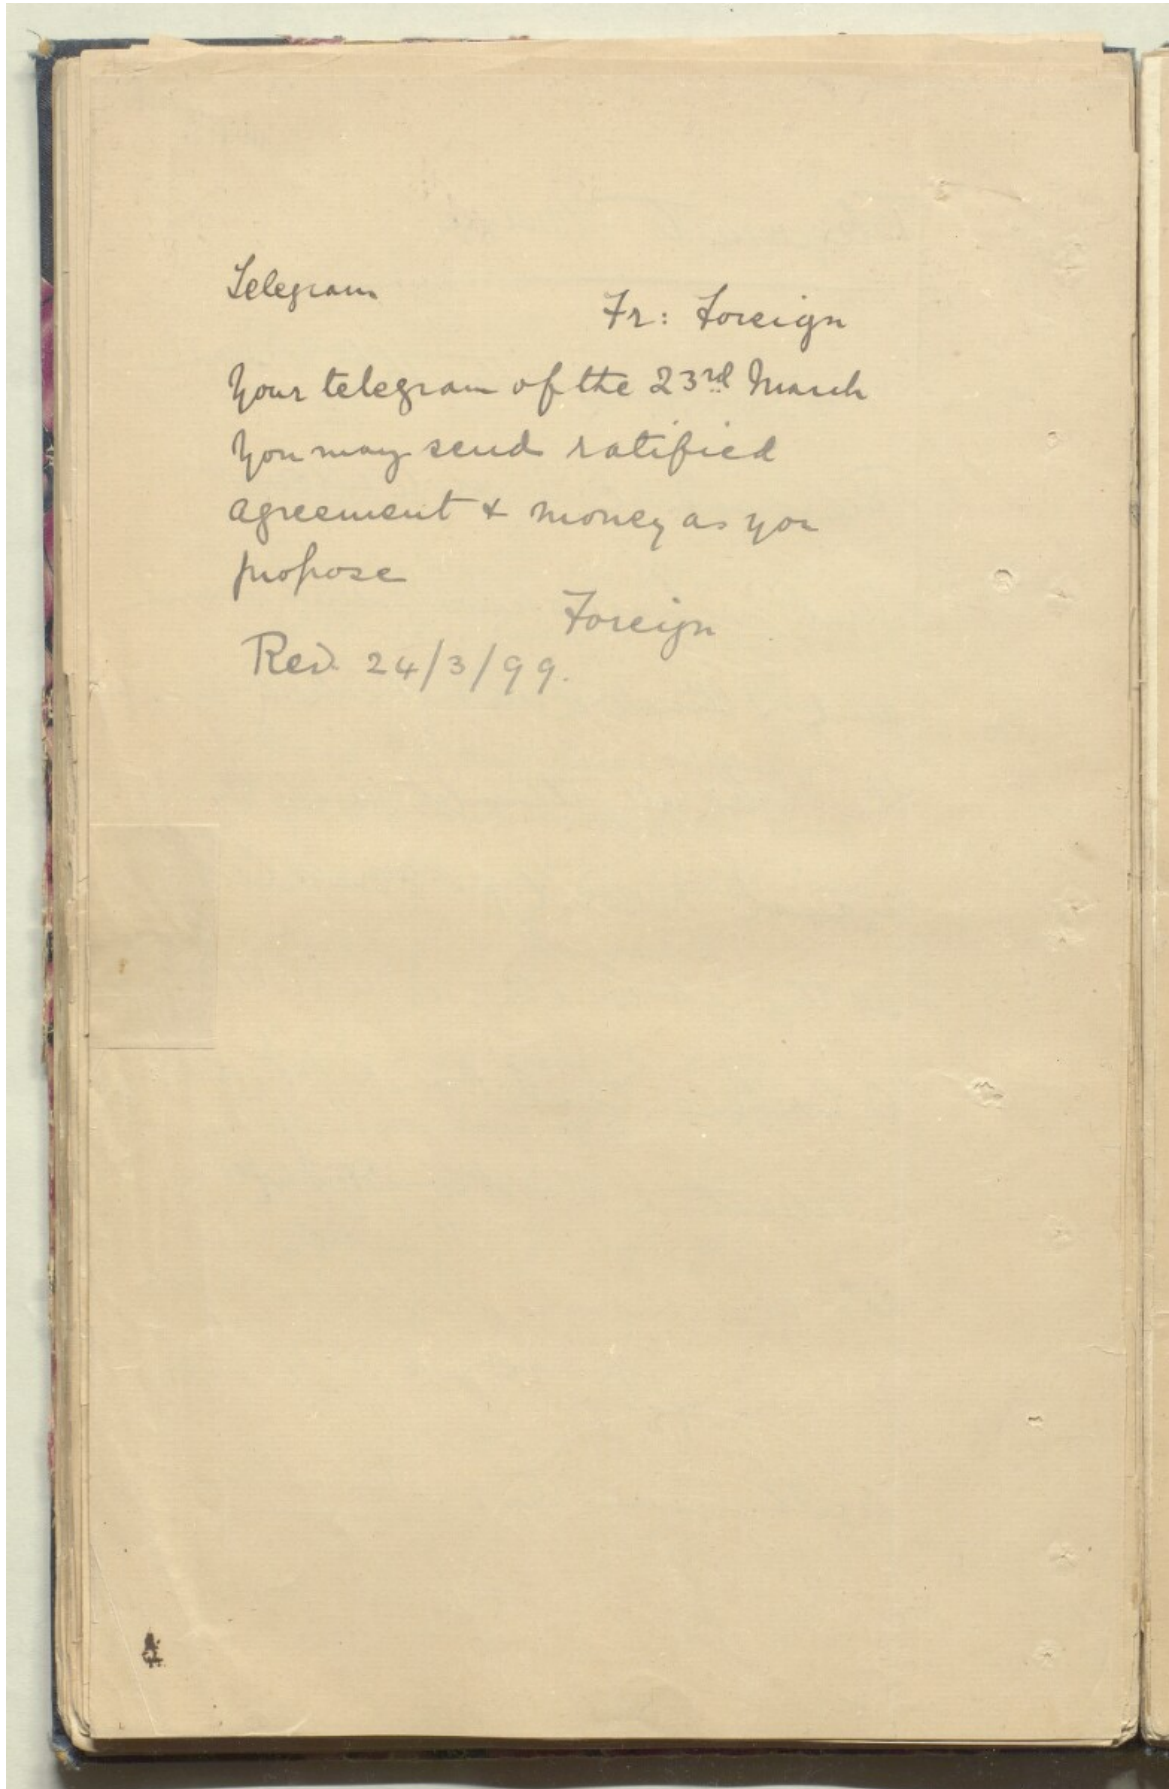 Telegram
Fr: Foreign
Your telegram of the 23rd March
You may send ratified
agreement & money as you
propose
Foreign
Recd. 24/3/99.